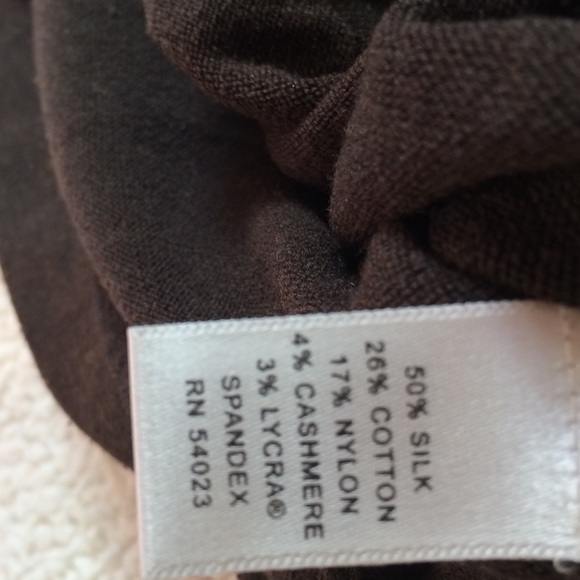 50% SILK
26% COTTON
17% NYLON
4% CASHMERE
3% LYCRA®
SPANDEX
RN 54023